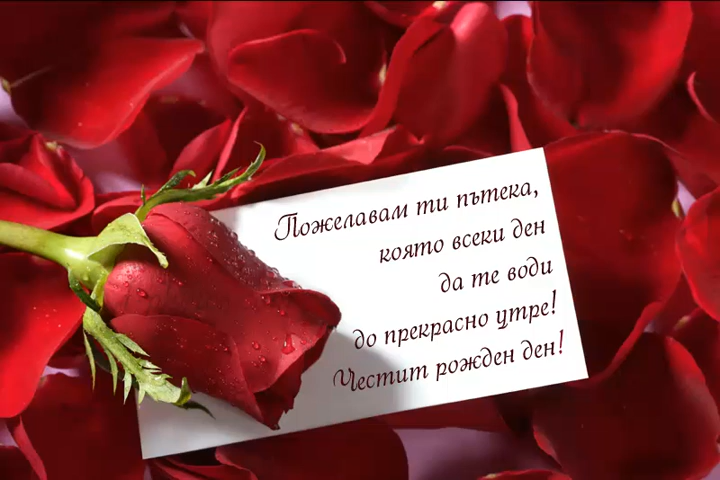 Пожелавам ти пътека,
която всеки ден
да те води
до прекрасно утре!
Честит рожден ден!